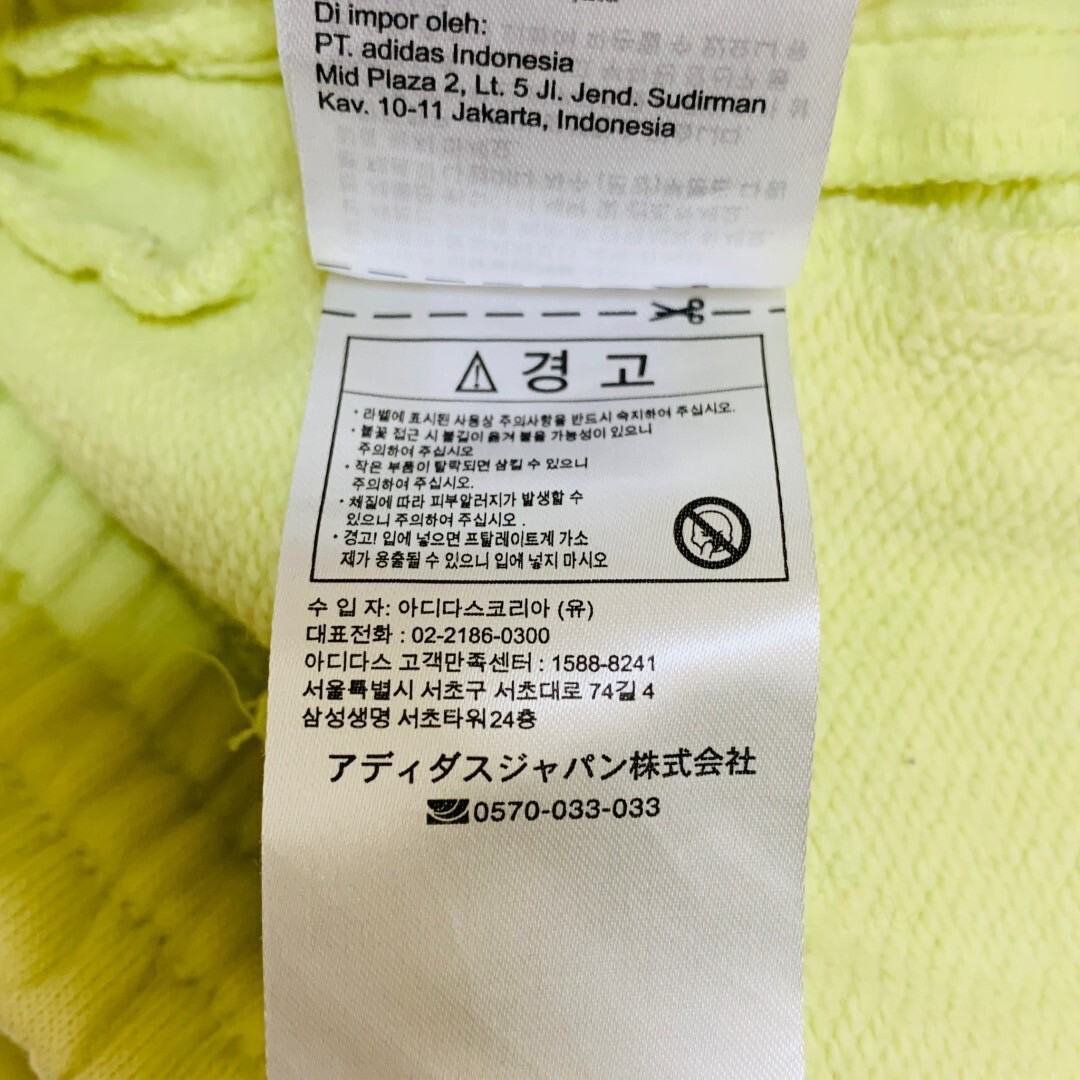 Di impor oleh:
PT. adidas Indonesia
Mid Plaza 2, Lt. 5 Jl. Jend. Sudirman
Kav. 10-11 Jakarta, Indonesia
경 고
· 라벨에 표시된 사용상 주의사항을 반드시 숙지하여 주십시오.
· 불꽃 접근 시 불길이 옮겨 붙을 가능성이 있으니
주의하여 주십시오
· 작은 부품이 탈락되면 삼킬 수 있으니
주의하여 주십시오.
· 체질에 따라 피부알러지가 발생할 수
있으니 주의하여 주십시오 .
· 경고! 입에 넣으면 프탈레이트계 가소
제가 용출될 수 있으니 입에 넣지 마시오
수 입 자: 아디다스코리아 (유)
대표전화 : 02-2186-0300
아디다스 고객만족센터 : 1588-8241
서울특별시 서초구 서초대로 74길 4
삼성생명 서초타워24층
アディダスジャパン株式会社
0570-033-033